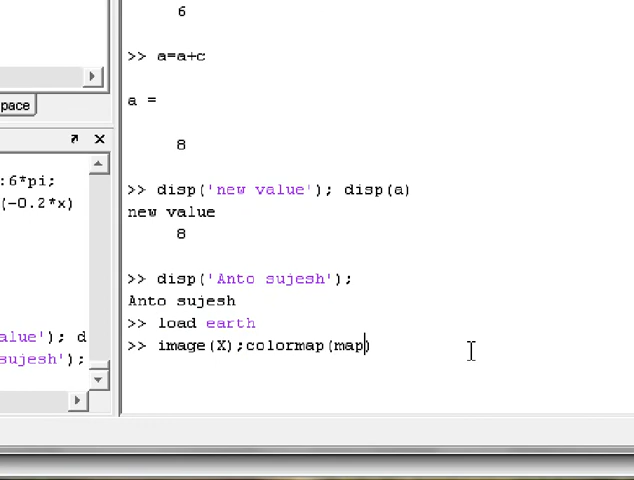 6
>> a=a+c
a =
8
>> disp('new value'); disp(a)
new value
8
>> disp('Anto sujesh');
Anto sujesh
>> load earth
>> image(X);colormap(map)
pace
:6*pi;
(-0.2*x)
alue'); d
sujesh');